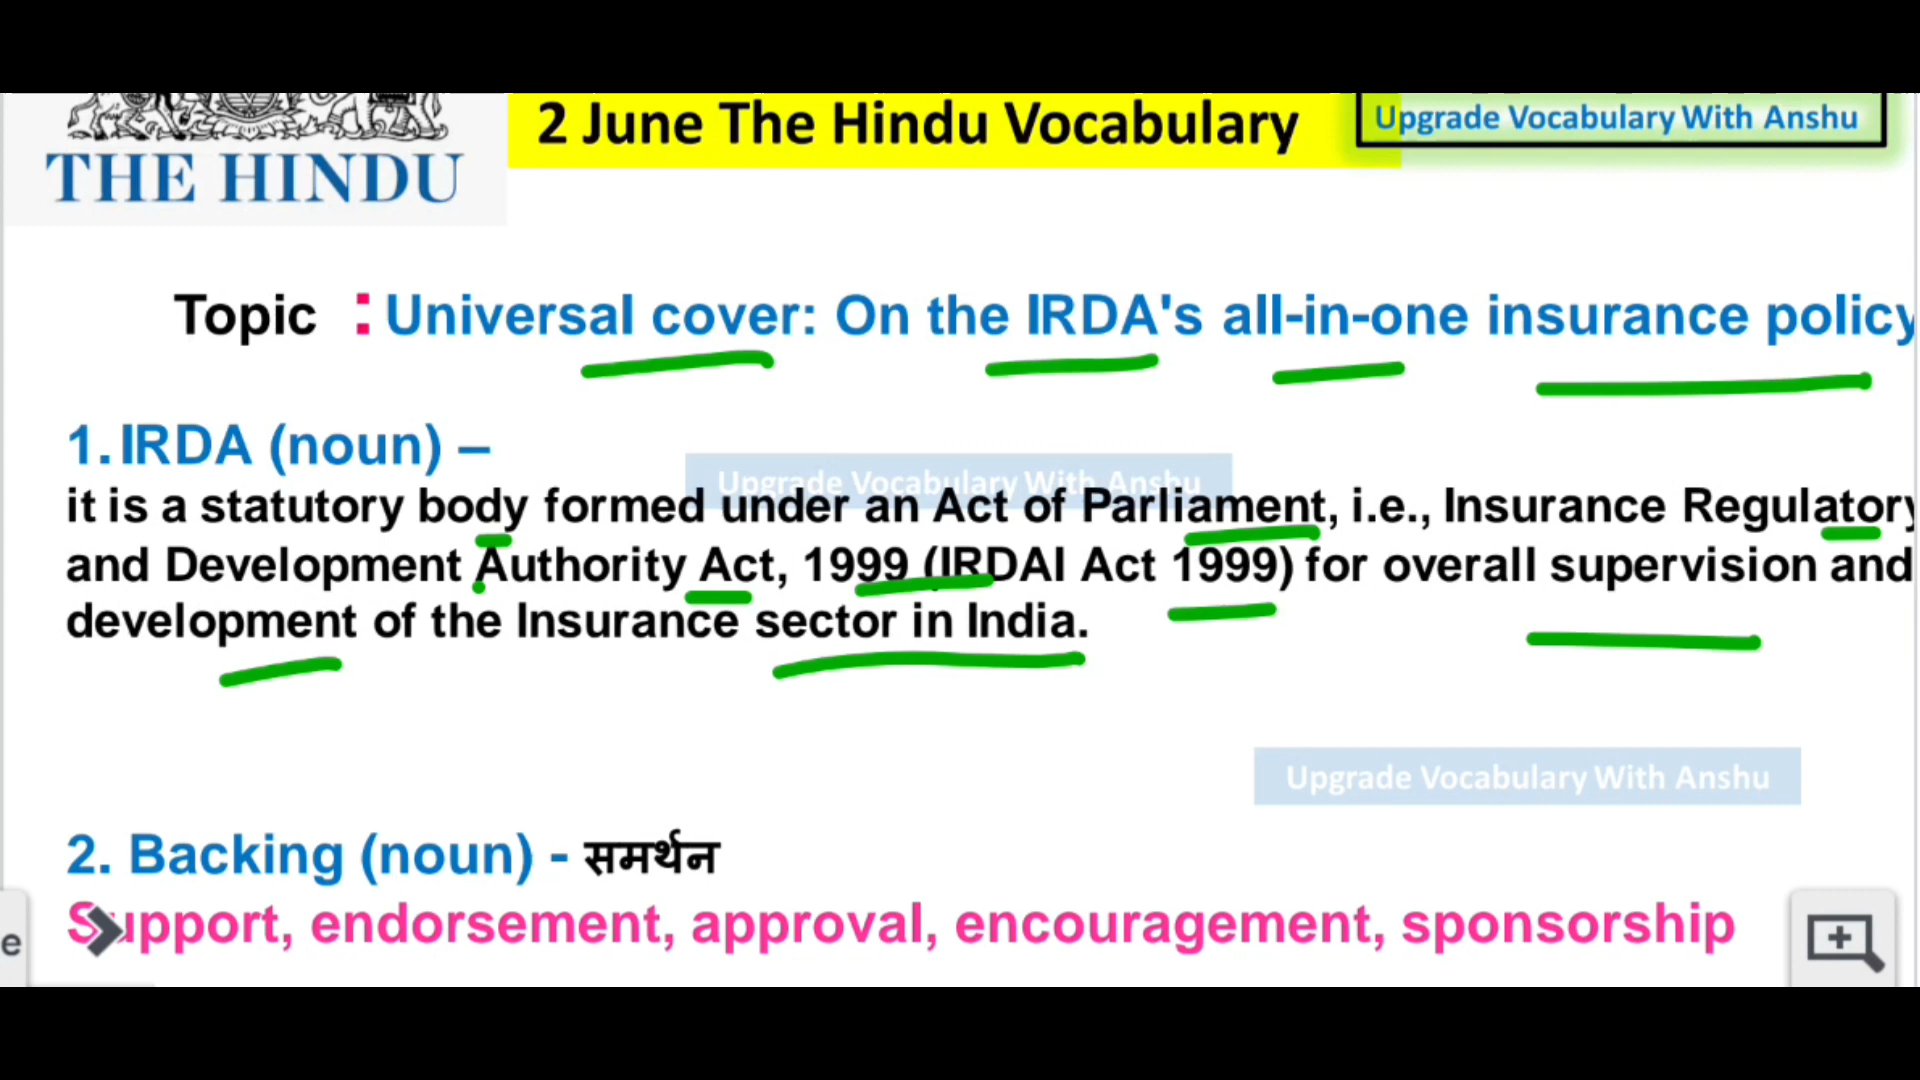 2 June The Hindu Vocabulary
Upgrade Vocabulary With Anshu
THE HINDU
Topic : Universal cover: On the IRDA's all-in-one insurance policy
1. IRDA (noun) –
Upgrade Vocabulary With Anshu
it is a statutory body formed under an Act of Parliament, i.e., Insurance Regulatory
and Development Authority Act, 1999 (IRDAI Act 1999) for overall supervision and
development of the Insurance sector in India.
Upgrade Vocabulary With Anshu
2. Backing (noun) - समर्थन
Support, endorsement, approval, encouragement, sponsorship
e